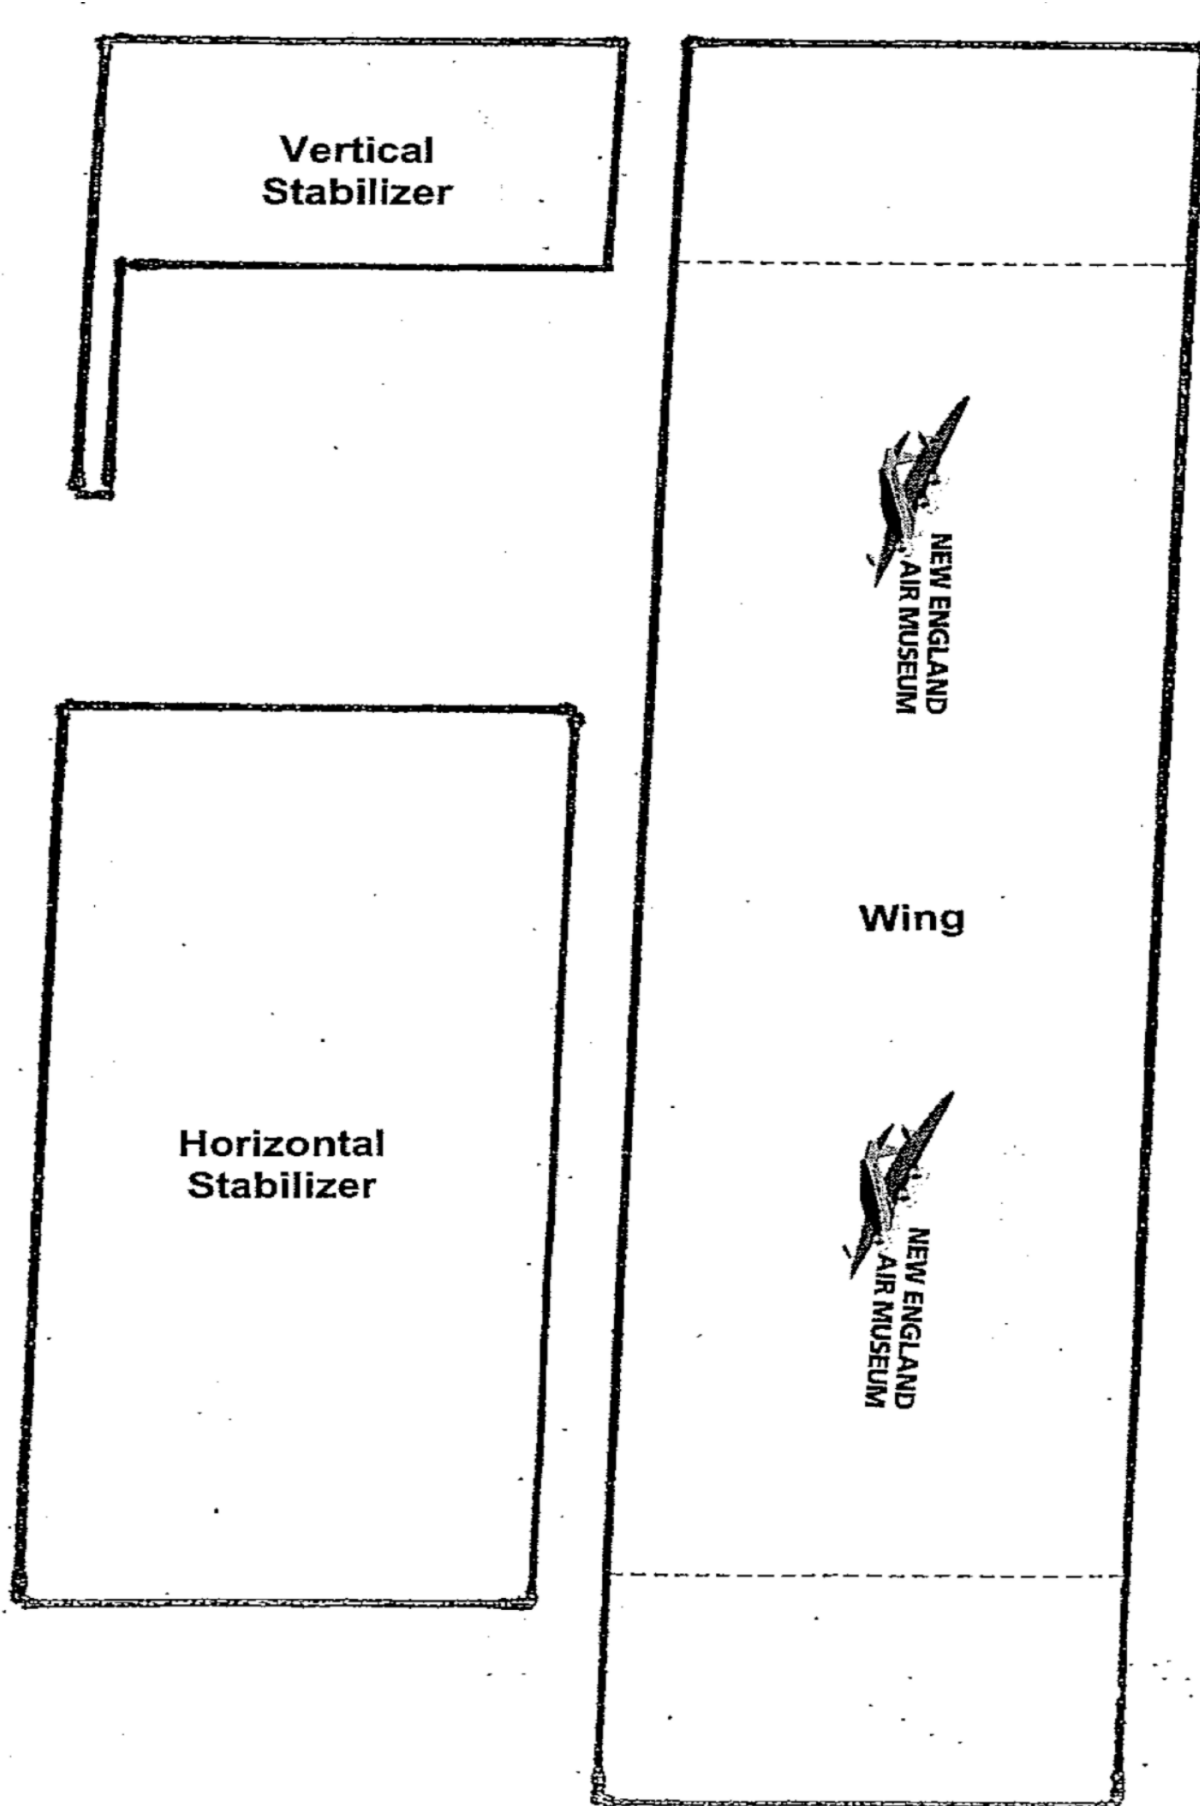 Vertical
Stabilizer
NEW ENGLAND
AIR MUSEUM
Wing
Horizontal
Stabilizer
NEW ENGLAND
AIR MUSEUM